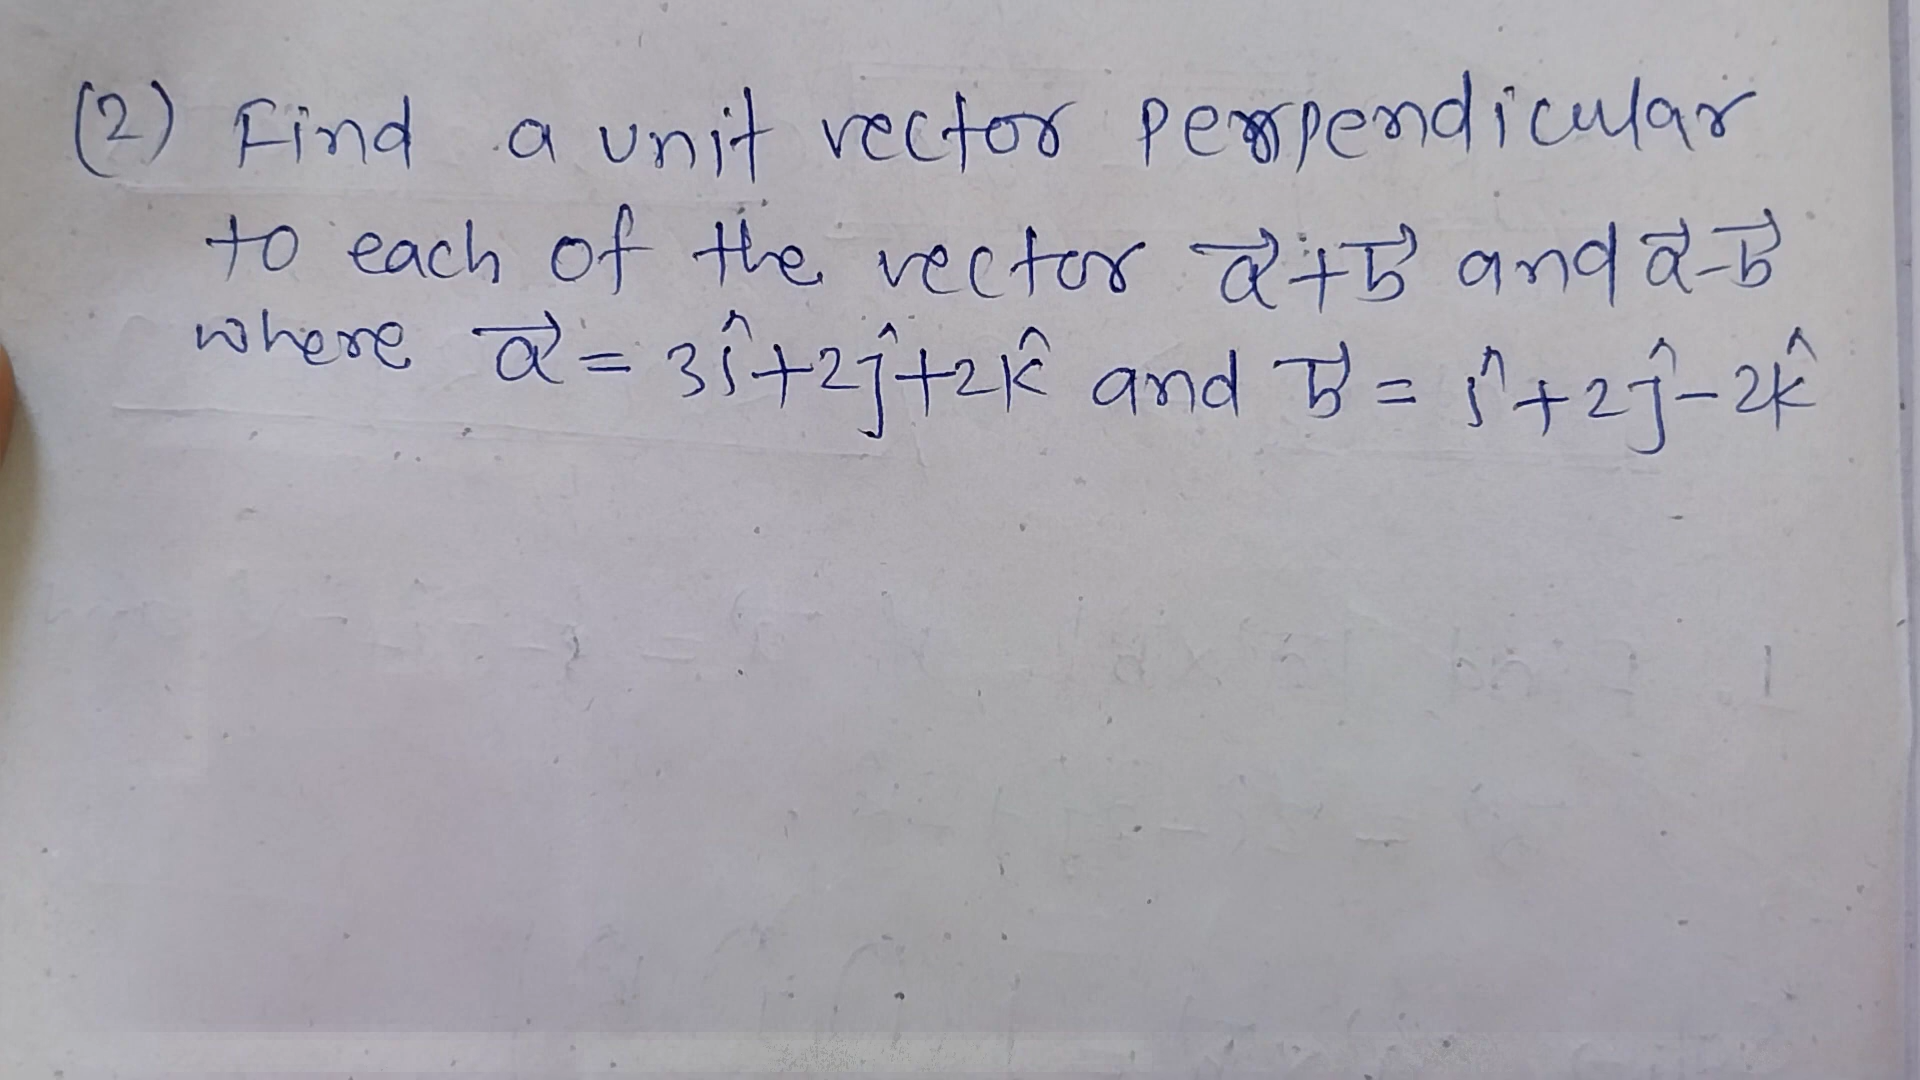 (2) Find a unit vector perpendicular
to each of the vector a⃗+b⃗ and a⃗-b⃗
where a⃗ = 3î+2ĵ+2k̂ and b⃗ = î+2ĵ-2k̂